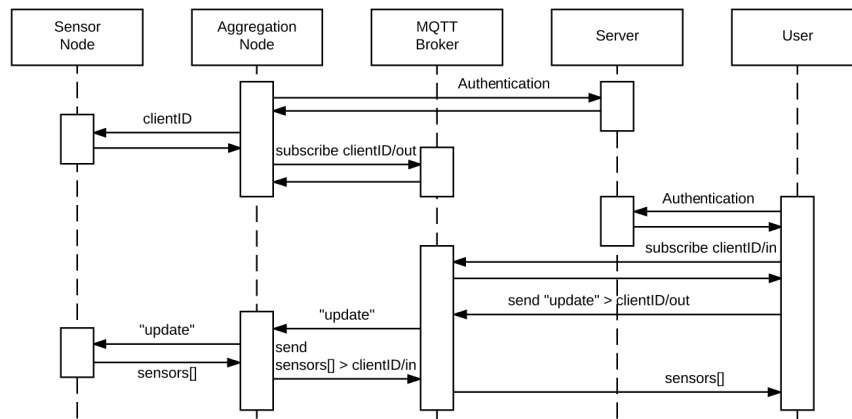 Sensor
Node
Aggregation
Node
MQTT
Broker
Server
User
Authentication
clientID
subscribe clientID/out
Authentication
subscribe clientID/in
send "update" > clientID/out
"update"
"update"
send
sensors[] > clientID/in
sensors[]
sensors[]